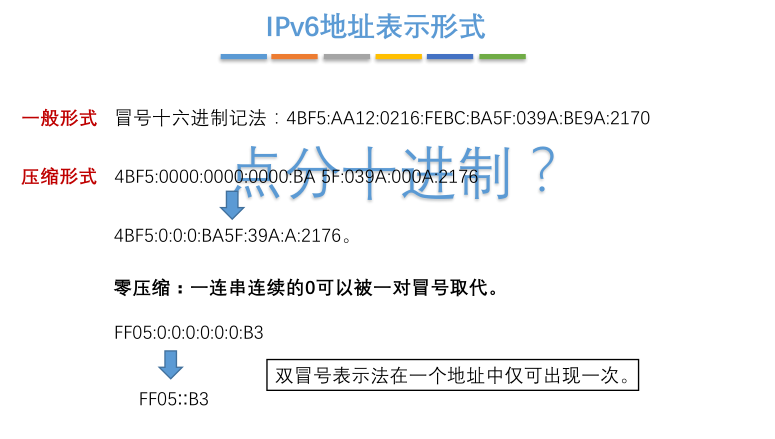 IPv6地址表示形式
一般形式 冒号十六进制记法：4BF5:AA12:0216:FEBC:BA5F:039A:BE9A:2170
点分十进制？
压缩形式 4BF5:0000:0000:0000:BA 5F:039A:000A:2176
4BF5:0:0:0:BA5F:39A:A:2176。
零压缩：一连串连续的0可以被一对冒号取代。
FF05:0:0:0:0:0:0:B3
双冒号表示法在一个地址中仅可出现一次。
FF05::B3